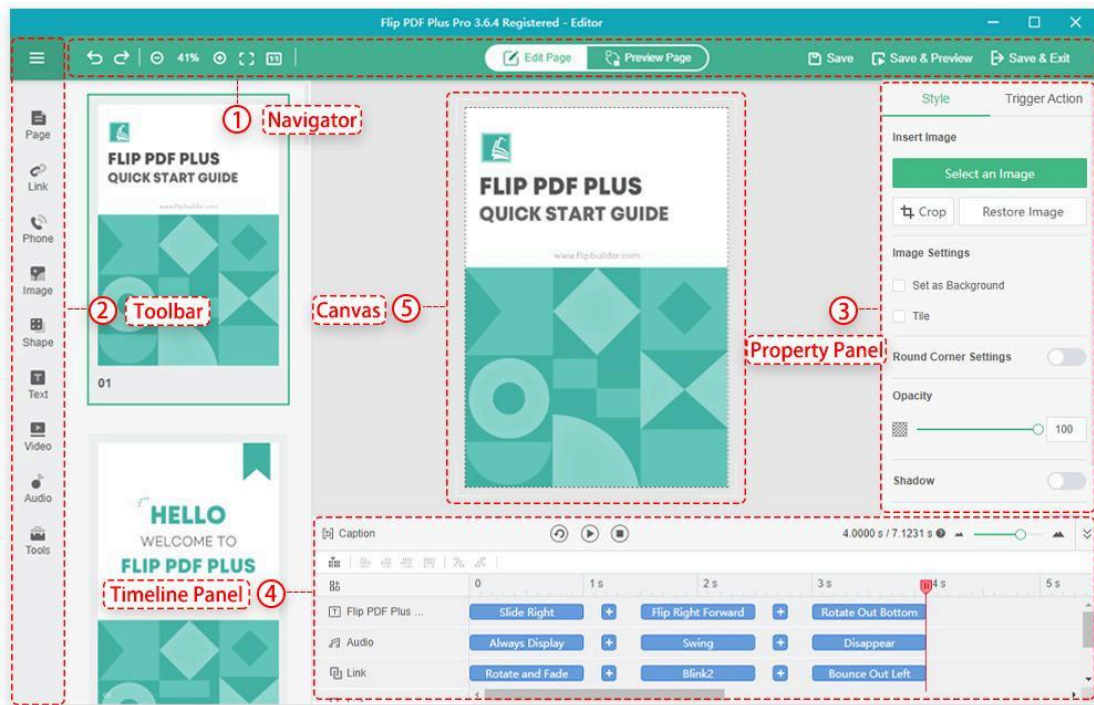 Flip PDF Plus Pro 3.6.4 Registered - Editor
41%
1:1
Edit Page
Preview Page
Save
Save & Preview
Save & Exit
1 Navigator
Page
Link
Phone
Image
Shape
Text
Video
Audio
Tools
2 Toolbar
FLIP PDF PLUS
QUICK START GUIDE
www.flipbuilder.com
01
HELLO
WELCOME TO
FLIP PDF PLUS
Canvas 5
FLIP PDF PLUS
QUICK START GUIDE
www.flipbuilder.com
3
Property Panel
Style
Trigger Action
Insert Image
Select an Image
Crop
Restore Image
Image Settings
Set as Background
Tile
Round Corner Settings
Opacity
100
Shadow
Timeline Panel 4
Caption
4.0000 s / 7.1231 s
0
1 s
2 s
3 s
4 s
5 s
Flip PDF Plus ...
Slide Right
Flip Right Forward
Rotate Out Bottom
Audio
Always Display
Swing
Disappear
Link
Rotate and Fade
Blink2
Bounce Out Left